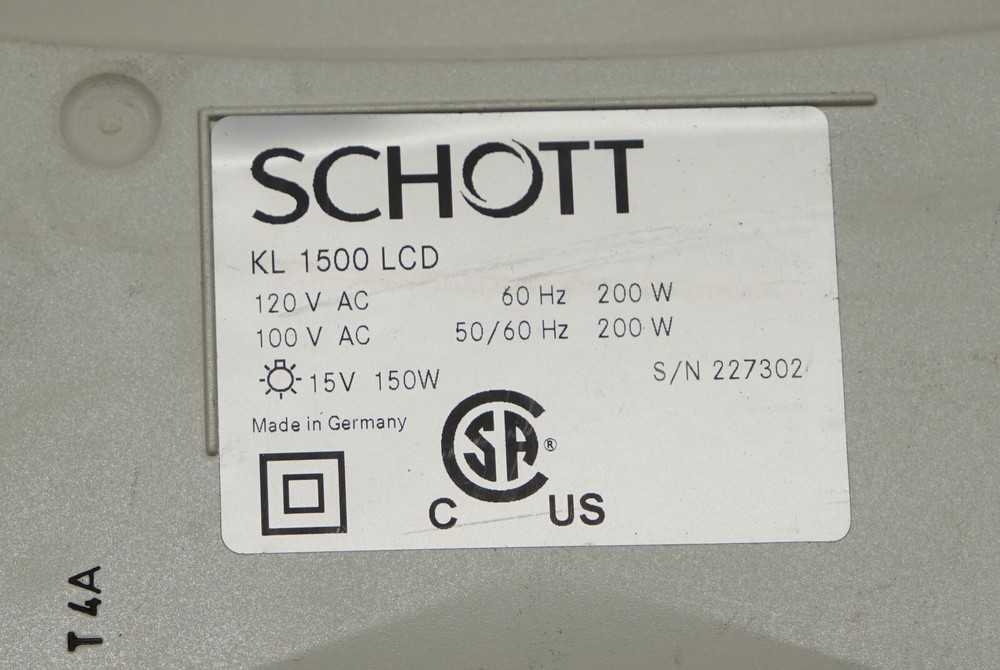 SCHOTT
KL 1500 LCD
120 V AC 60 Hz 200 W
100 V AC 50/60 Hz 200 W
15V 150W S/N 227302
Made in Germany
CSA ®
C US
T 4A